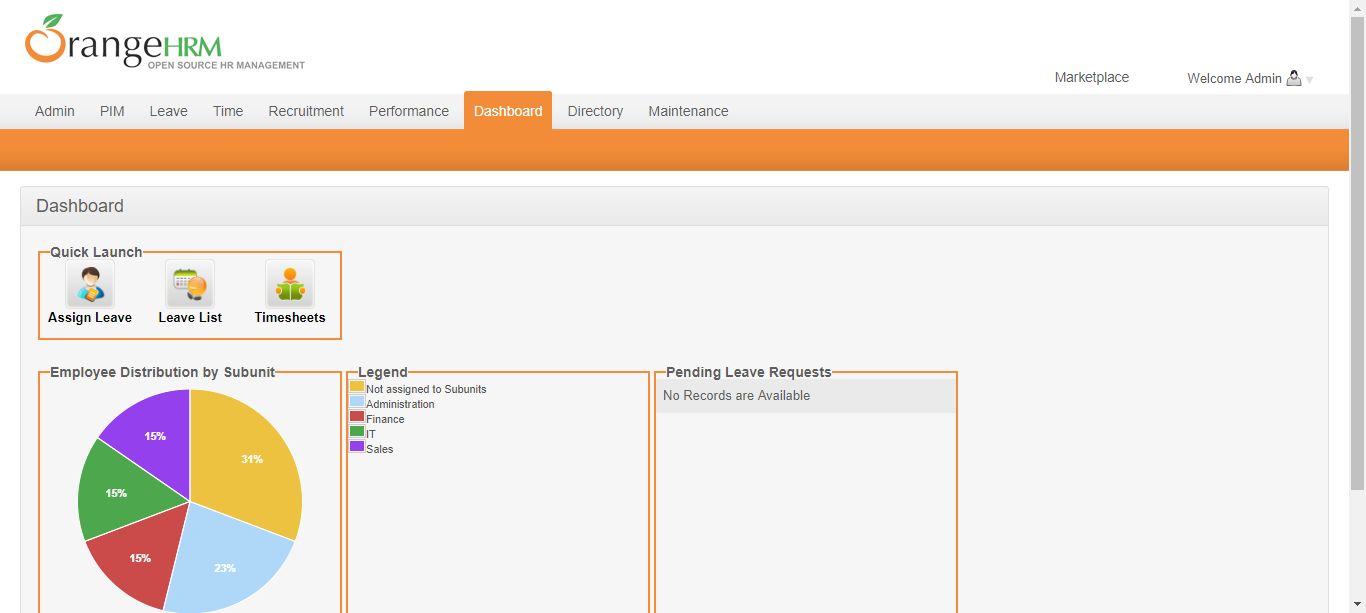 OrangeHRM
OPEN SOURCE HR MANAGEMENT
Marketplace Welcome Admin
Admin PIM Leave Time Recruitment Performance Dashboard Directory Maintenance
Dashboard
Quick Launch
Assign Leave Leave List Timesheets
Employee Distribution by Subunit
15%
31%
15%
15%
23%
Legend
Not assigned to Subunits
Administration
Finance
IT
Sales
Pending Leave Requests
No Records are Available